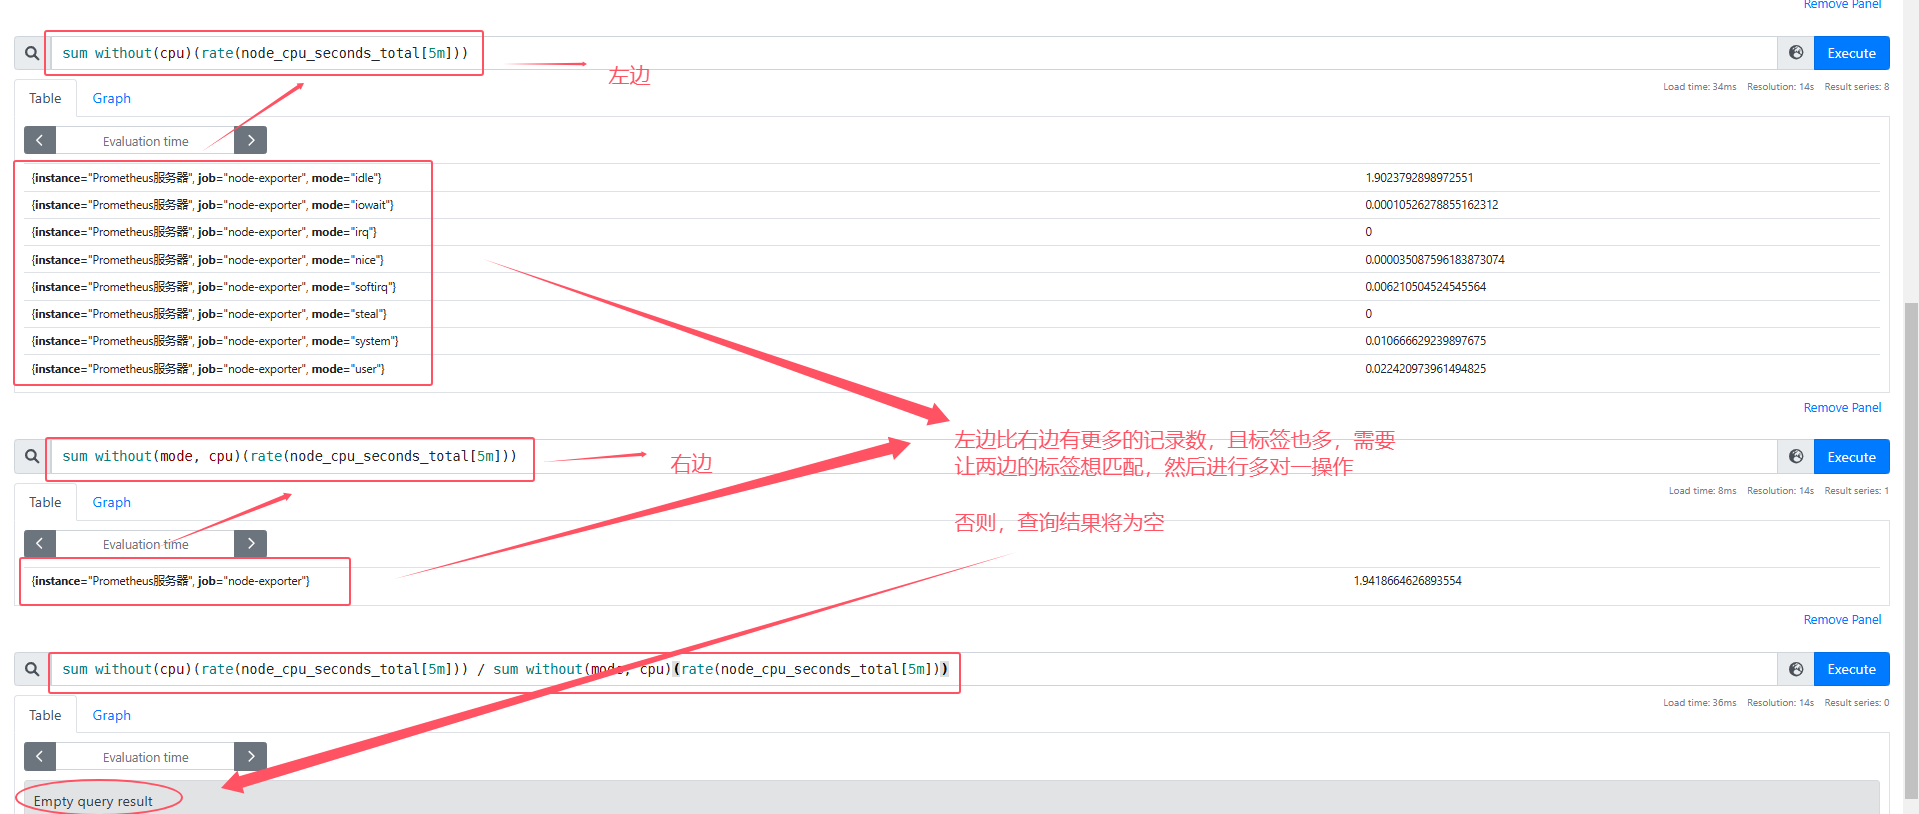 Remove Panel
sum without(cpu)(rate(node_cpu_seconds_total[5m]))
Execute
左边
Table
Graph
Load time: 34ms Resolution: 14s Result series: 8
Evaluation time
{instance="Prometheus服务器", job="node-exporter", mode="idle"}
1.9023792898972551
{instance="Prometheus服务器", job="node-exporter", mode="iowait"}
0.00010526278855162312
{instance="Prometheus服务器", job="node-exporter", mode="irq"}
0
{instance="Prometheus服务器", job="node-exporter", mode="nice"}
0.000035087596183873074
{instance="Prometheus服务器", job="node-exporter", mode="softirq"}
0.006210504524545564
{instance="Prometheus服务器", job="node-exporter", mode="steal"}
0
{instance="Prometheus服务器", job="node-exporter", mode="system"}
0.010666629239897675
{instance="Prometheus服务器", job="node-exporter", mode="user"}
0.022420973961494825
Remove Panel
左边比右边有更多的记录数，且标签也多，需要
让两边的标签想匹配，然后进行多对一操作
否则，查询结果将为空
sum without(mode, cpu)(rate(node_cpu_seconds_total[5m]))
Execute
右边
Table
Graph
Load time: 8ms Resolution: 14s Result series: 1
Evaluation time
{instance="Prometheus服务器", job="node-exporter"}
1.9418664626893554
Remove Panel
sum without(cpu)(rate(node_cpu_seconds_total[5m])) / sum without(mode, cpu)(rate(node_cpu_seconds_total[5m]))
Execute
Table
Graph
Load time: 36ms Resolution: 14s Result series: 0
Evaluation time
Empty query result